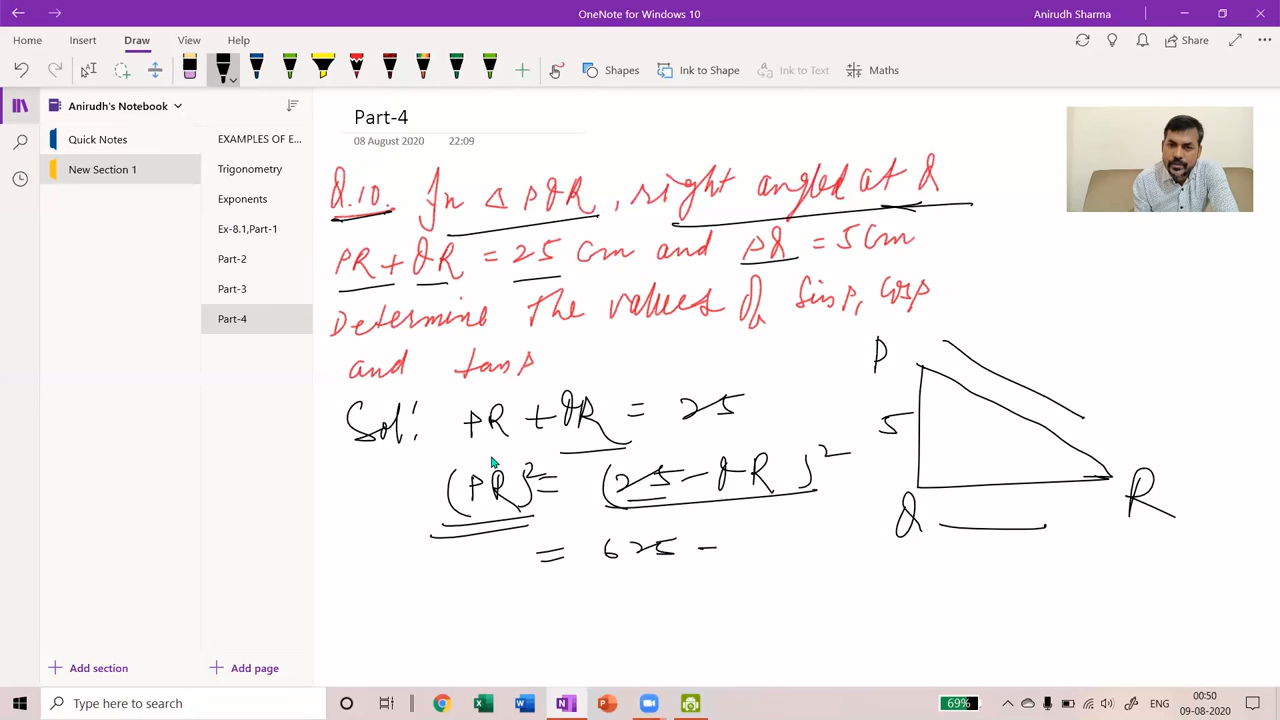 OneNote for Windows 10
Anirudh Sharma
Home Insert Draw View Help
Share
Shapes Ink to Shape Ink to Text Maths
Anirudh's Notebook
Quick Notes
New Section 1
EXAMPLES OF E...
Trigonometry
Exponents
Ex-8.1,Part-1
Part-2
Part-3
Part-4
Part-4
08 August 2020 22:09
Q.10. In Δ PQR, right angled at Q
PR + QR = 25 cm and PQ = 5 cm
Determine the values of sin P, cos P
and tan P
Sol: PR + QR = 25
(PR)² = (25 - QR)²
= 625 -
P
5
Q
R
Add section
Add page
Type here to search
69%
ENG
00:50
09-08-2020